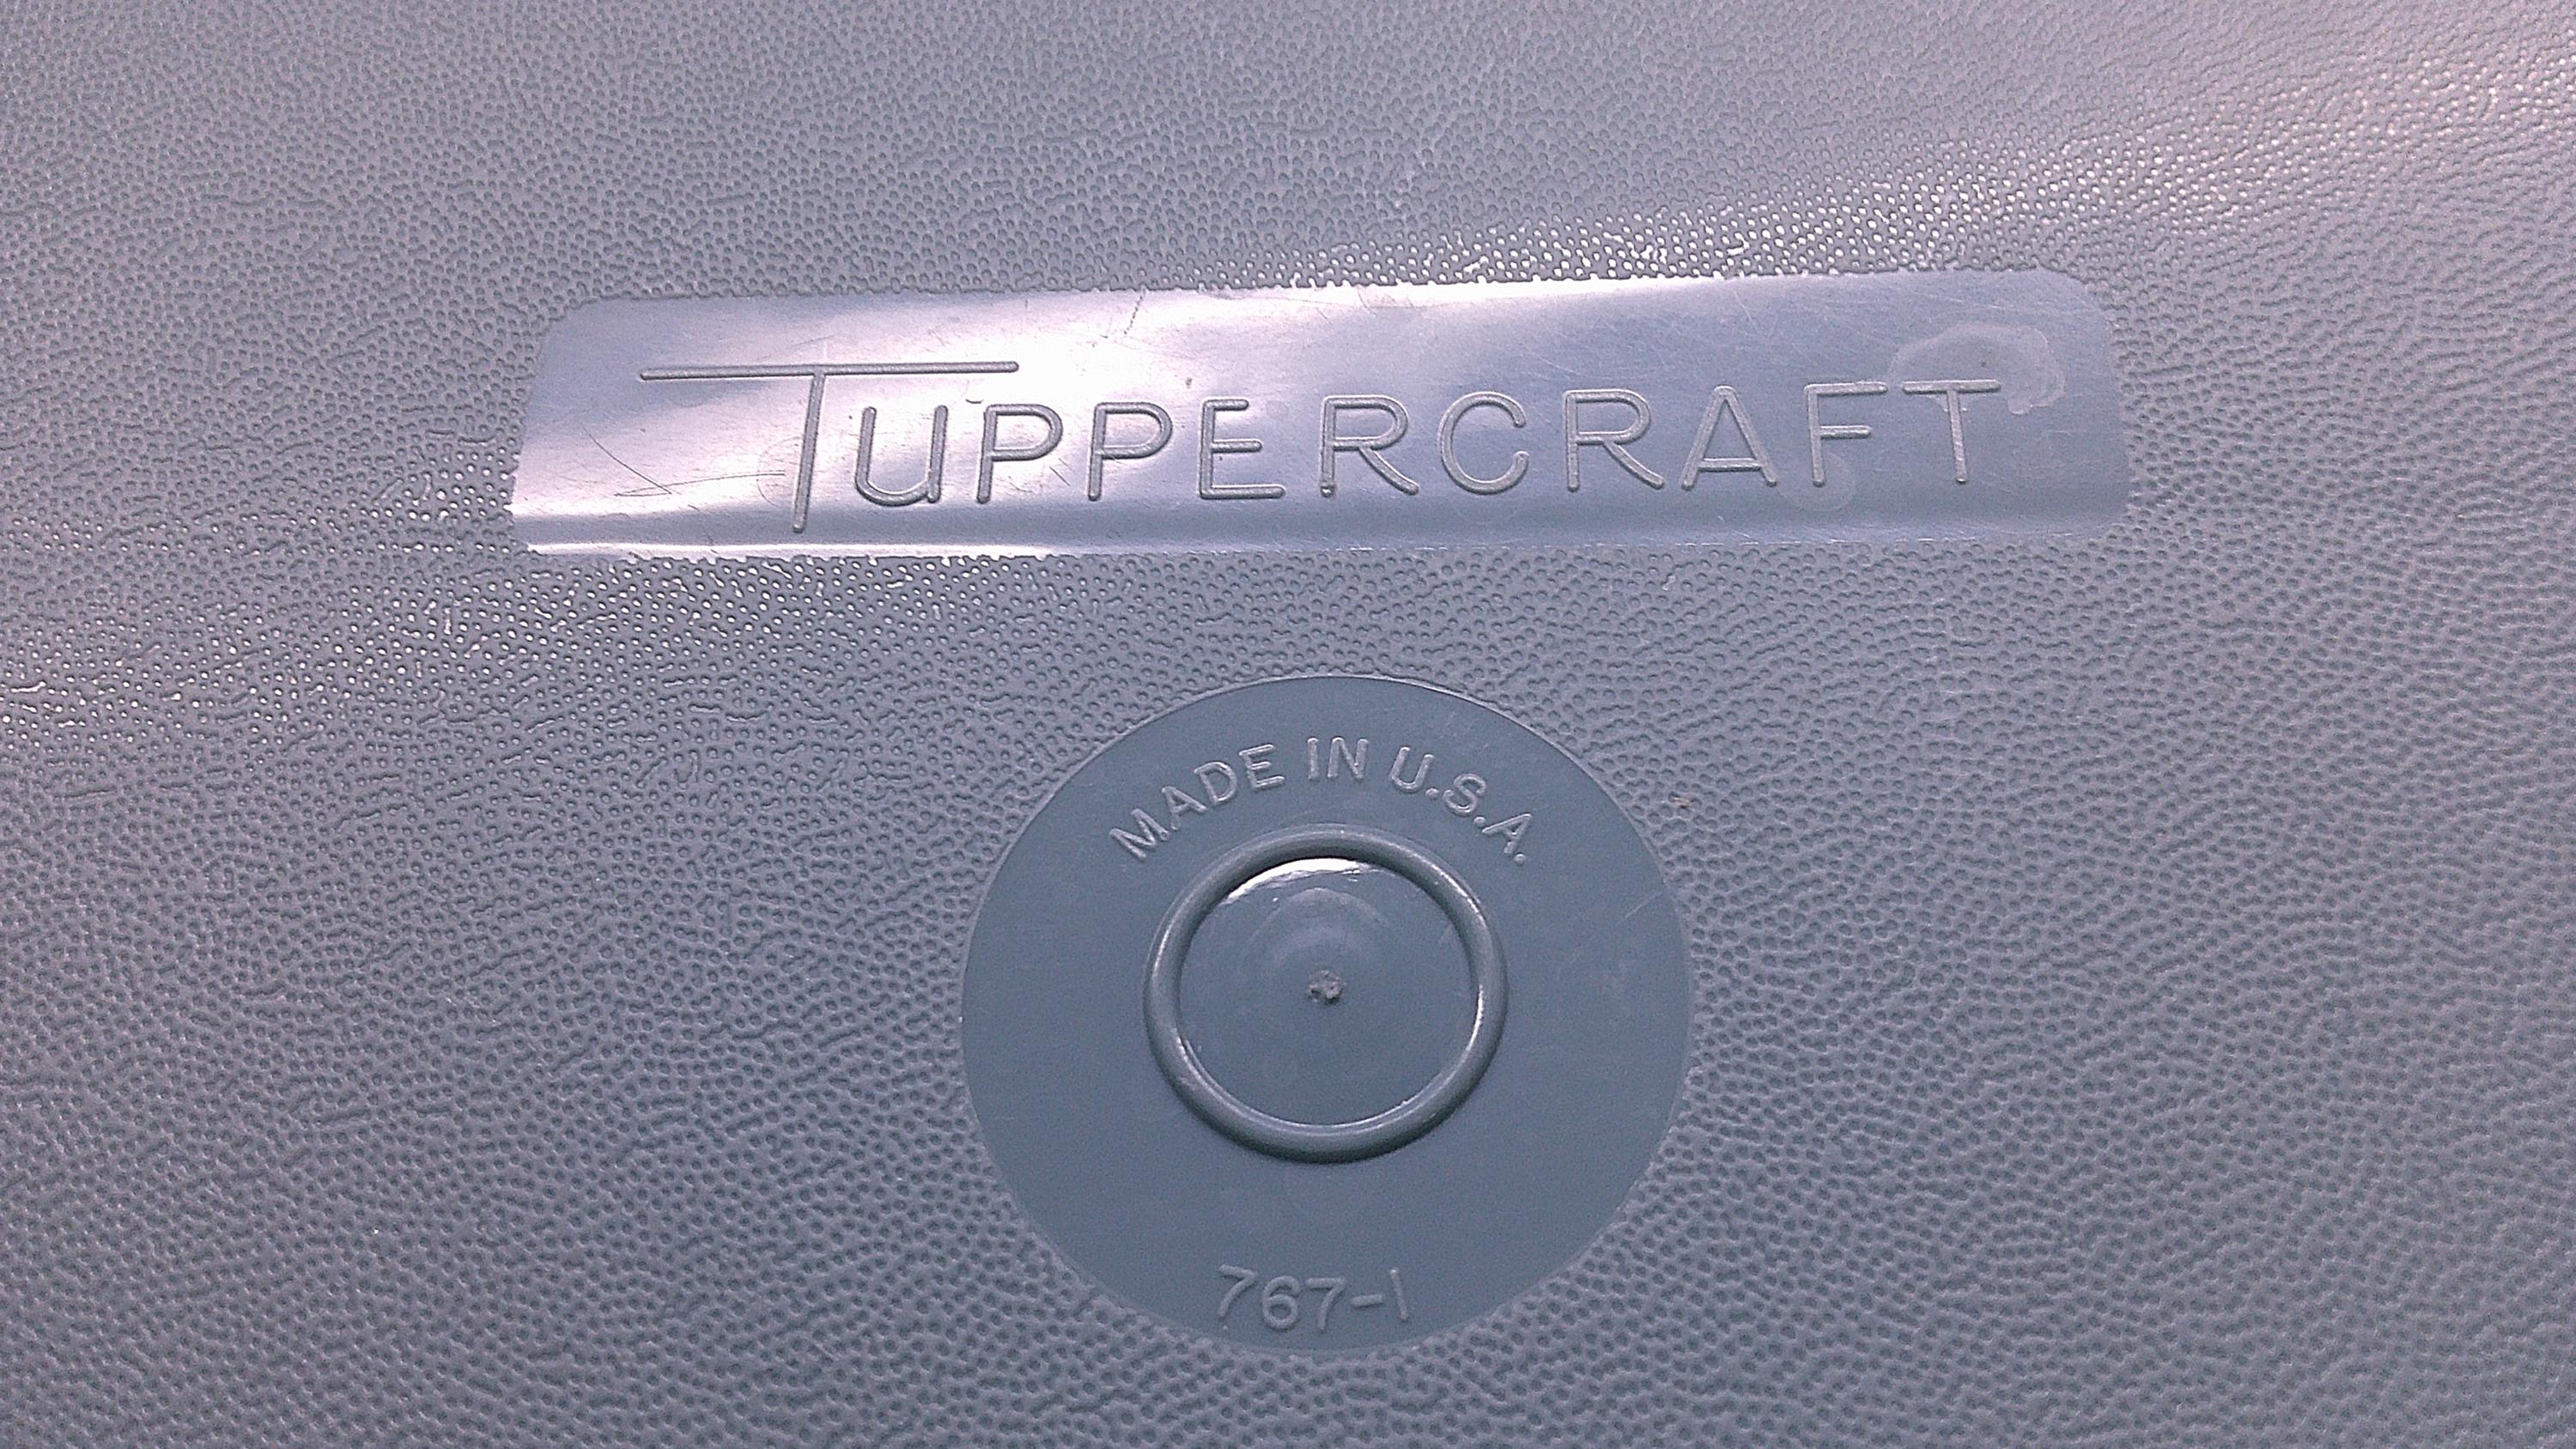 TUPPERCRAFT
MADE IN U.S.A.
767-1